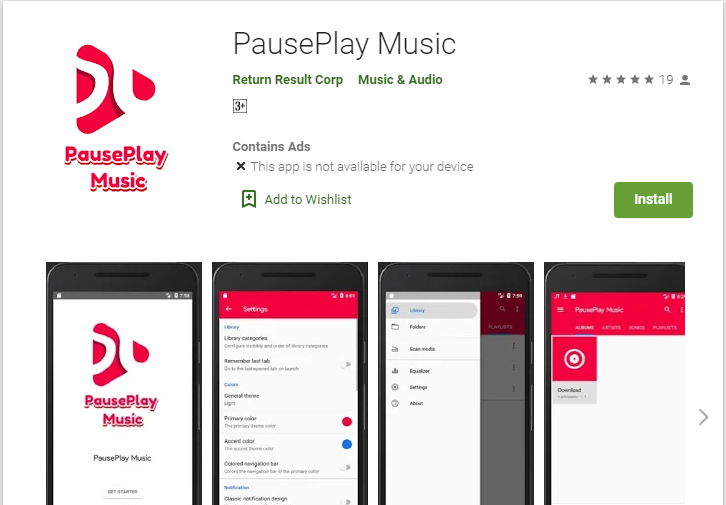 PausePlay Music
Return Result Corp Music & Audio
19
3+
Contains Ads
This app is not available for your device
Add to Wishlist
Install
PausePlay
Music
7:59
PausePlay
Music
PausePlay Music
GET STARTED
8:01
Settings
Library
Library categories
Configure visibility and order of library categories
Remember last tab
Go to the last opened tab on launch
Colors
General theme
Light
Primary color
The primary theme color
Accent color
The accent theme color
Colored navigation bar
Colors the navigation bar in the primary color
Notification
Classic notification design
7:59
Library
Folders
Scan media
Equalizer
Settings
About
PLAYLISTS
PausePlay Music
ALBUMS ARTISTS SONGS PLAYLISTS
Download